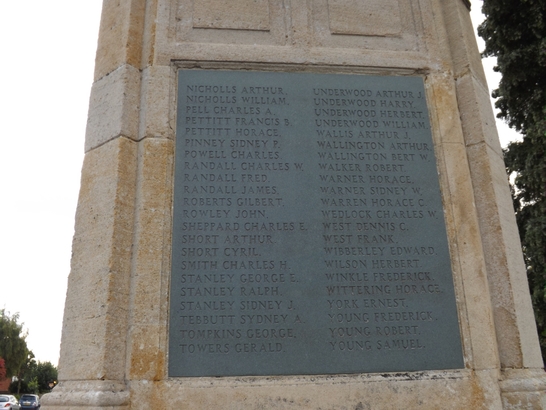 NICHOLLS ARTHUR.
NICHOLLS WILLIAM.
PELL CHARLES A.
PETTITT FRANCIS B.
PETTITT HORACE.
PINNEY SIDNEY P.
POWELL CHARLES.
RANDALL CHARLES W.
RANDALL FRED.
RANDALL JAMES.
ROBERTS GILBERT.
ROWLEY JOHN.
SHEPPARD CHARLES E.
SHORT ARTHUR.
SHORT CYRIL.
SMITH CHARLES H.
STANLEY GEORGE E.
STANLEY RALPH.
STANLEY SIDNEY J.
TEBBUTT SYDNEY A.
TOMPKINS GEORGE.
TOWERS GERALD.
UNDERWOOD ARTHUR J.
UNDERWOOD HARRY.
UNDERWOOD HERBERT.
UNDERWOOD WILLIAM.
WALLIS ARTHUR J.
WALLINGTON ARTHUR.
WALLINGTON BERT W.
WALKER ROBERT.
WARNER HORACE.
WARNER SIDNEY W.
WARREN HORACE C.
WEDLOCK CHARLES W.
WEST DENNIS C.
WEST FRANK.
WIBBERLEY EDWARD.
WILSON HERBERT.
WINKLE FREDERICK.
WITTERING HORACE.
YORK ERNEST.
YOUNG FREDERICK.
YOUNG ROBERT.
YOUNG SAMUEL.